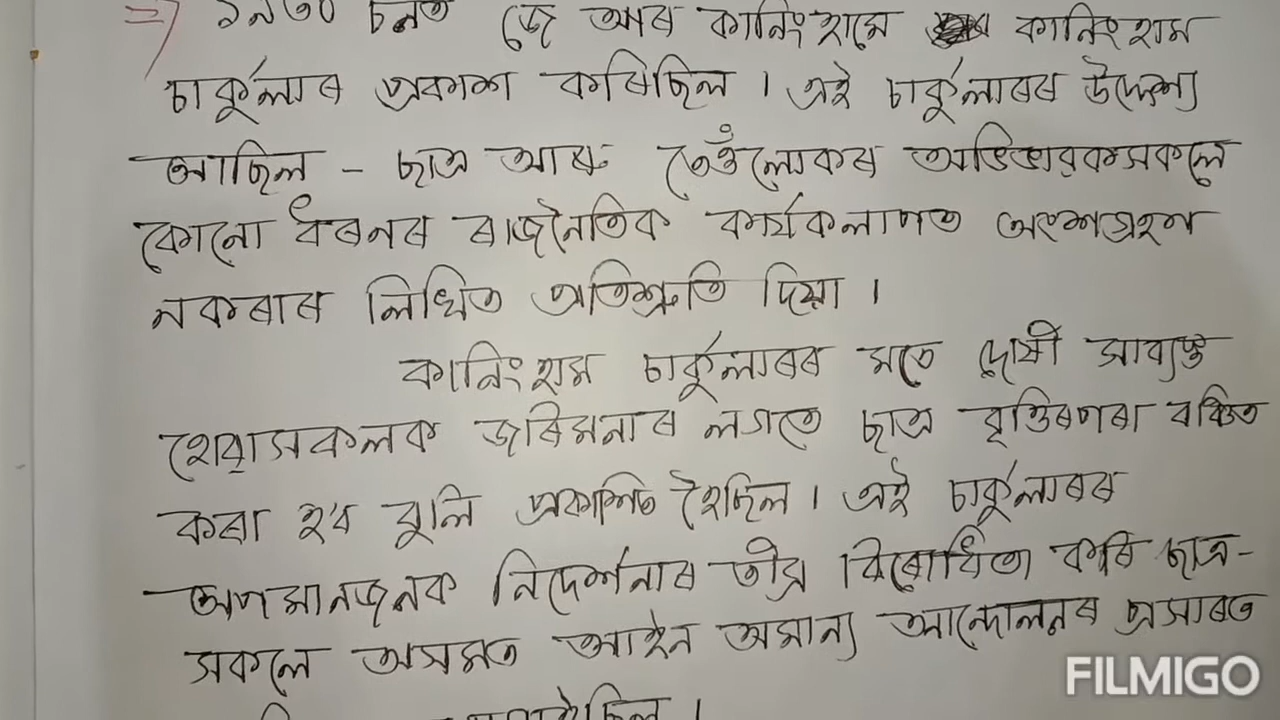 ⇒ ১৯৩০ চনত জে আৰ কানিংহামে কানিংহাম
চাৰ্কুলাৰ প্ৰকাশ কৰিছিল । এই চাৰ্কুলাৰৰ উদ্দেশ্য
আছিল - ছাত্ৰ আৰু তেওঁলোকৰ অভিভাৱকসকলে
কোনো ধৰনৰ ৰাজনৈতিক কাৰ্যকলাপত অংশগ্ৰহণ
নকৰাৰ লিখিত প্ৰতিশ্ৰুতি দিয়া ।
কানিংহাম চাৰ্কুলাৰৰ মতে দোষী সাব্যস্ত
হোৱাসকলক জৰিমনাৰ লগতে ছাত্ৰ বৃত্তিৰপৰা বঞ্চিত
কৰা হ'ব বুলি প্ৰকাশিত হৈছিল । এই চাৰ্কুলাৰৰ
অপমানজনক নিৰ্দেশনাৰ তীব্ৰ বিৰোধিতা কৰি ছাত্ৰ-
সকলে অসমত আইন অমান্য আন্দোলনৰ প্ৰসাৰত
FILMIGO